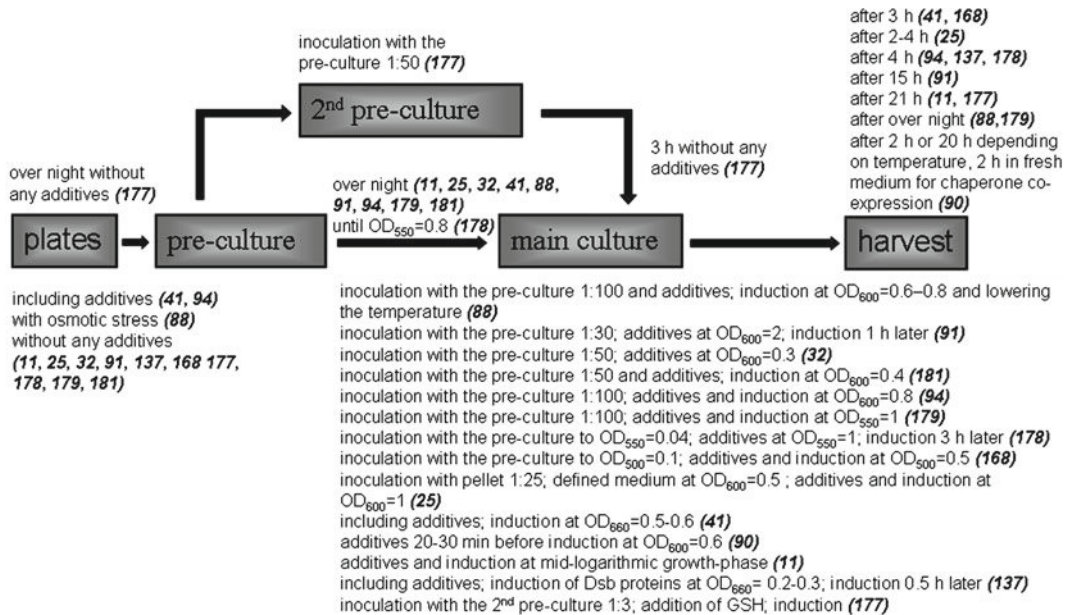 after 3 h (41, 168)
after 2-4 h (25)
after 4 h (94, 137, 178)
after 15 h (91)
after 21 h (11, 177)
after over night (88,179)
after 2 h or 20 h depending
on temperature, 2 h in fresh
medium for chaperone co-
expression (90)
inoculation with the
pre-culture 1:50 (177)
2nd pre-culture
3 h without any
additives (177)
over night without
any additives (177)
over night (11, 25, 32, 41, 88,
91, 94, 179, 181)
until OD550=0.8 (178)
plates
pre-culture
main culture
harvest
including additives (41, 94)
with osmotic stress (88)
without any additives
(11, 25, 32, 91, 137, 168 177,
178, 179, 181)
inoculation with the pre-culture 1:100 and additives; induction at OD600=0.6–0.8 and lowering
the temperature (88)
inoculation with the pre-culture 1:30; additives at OD600=2; induction 1 h later (91)
inoculation with the pre-culture 1:50; additives at OD600=0.3 (32)
inoculation with the pre-culture 1:50 and additives; induction at OD600=0.4 (181)
inoculation with the pre-culture 1:100; additives and induction at OD600=0.8 (94)
inoculation with the pre-culture 1:100; additives and induction at OD550=1 (179)
inoculation with the pre-culture to OD550=0.04; additives at OD550=1; induction 3 h later (178)
inoculation with the pre-culture to OD500=0.1; additives and induction at OD500=0.5 (168)
inoculation with pellet 1:25; defined medium at OD600=0.5 ; additives and induction at
OD600=1 (25)
including additives; induction at OD660=0.5-0.6 (41)
additives 20-30 min before induction at OD600=0.6 (90)
additives and induction at mid-logarithmic growth-phase (11)
including additives; induction of Dsb proteins at OD660= 0.2-0.3; induction 0.5 h later (137)
inoculation with the 2nd pre-culture 1:3; addition of GSH; induction (177)